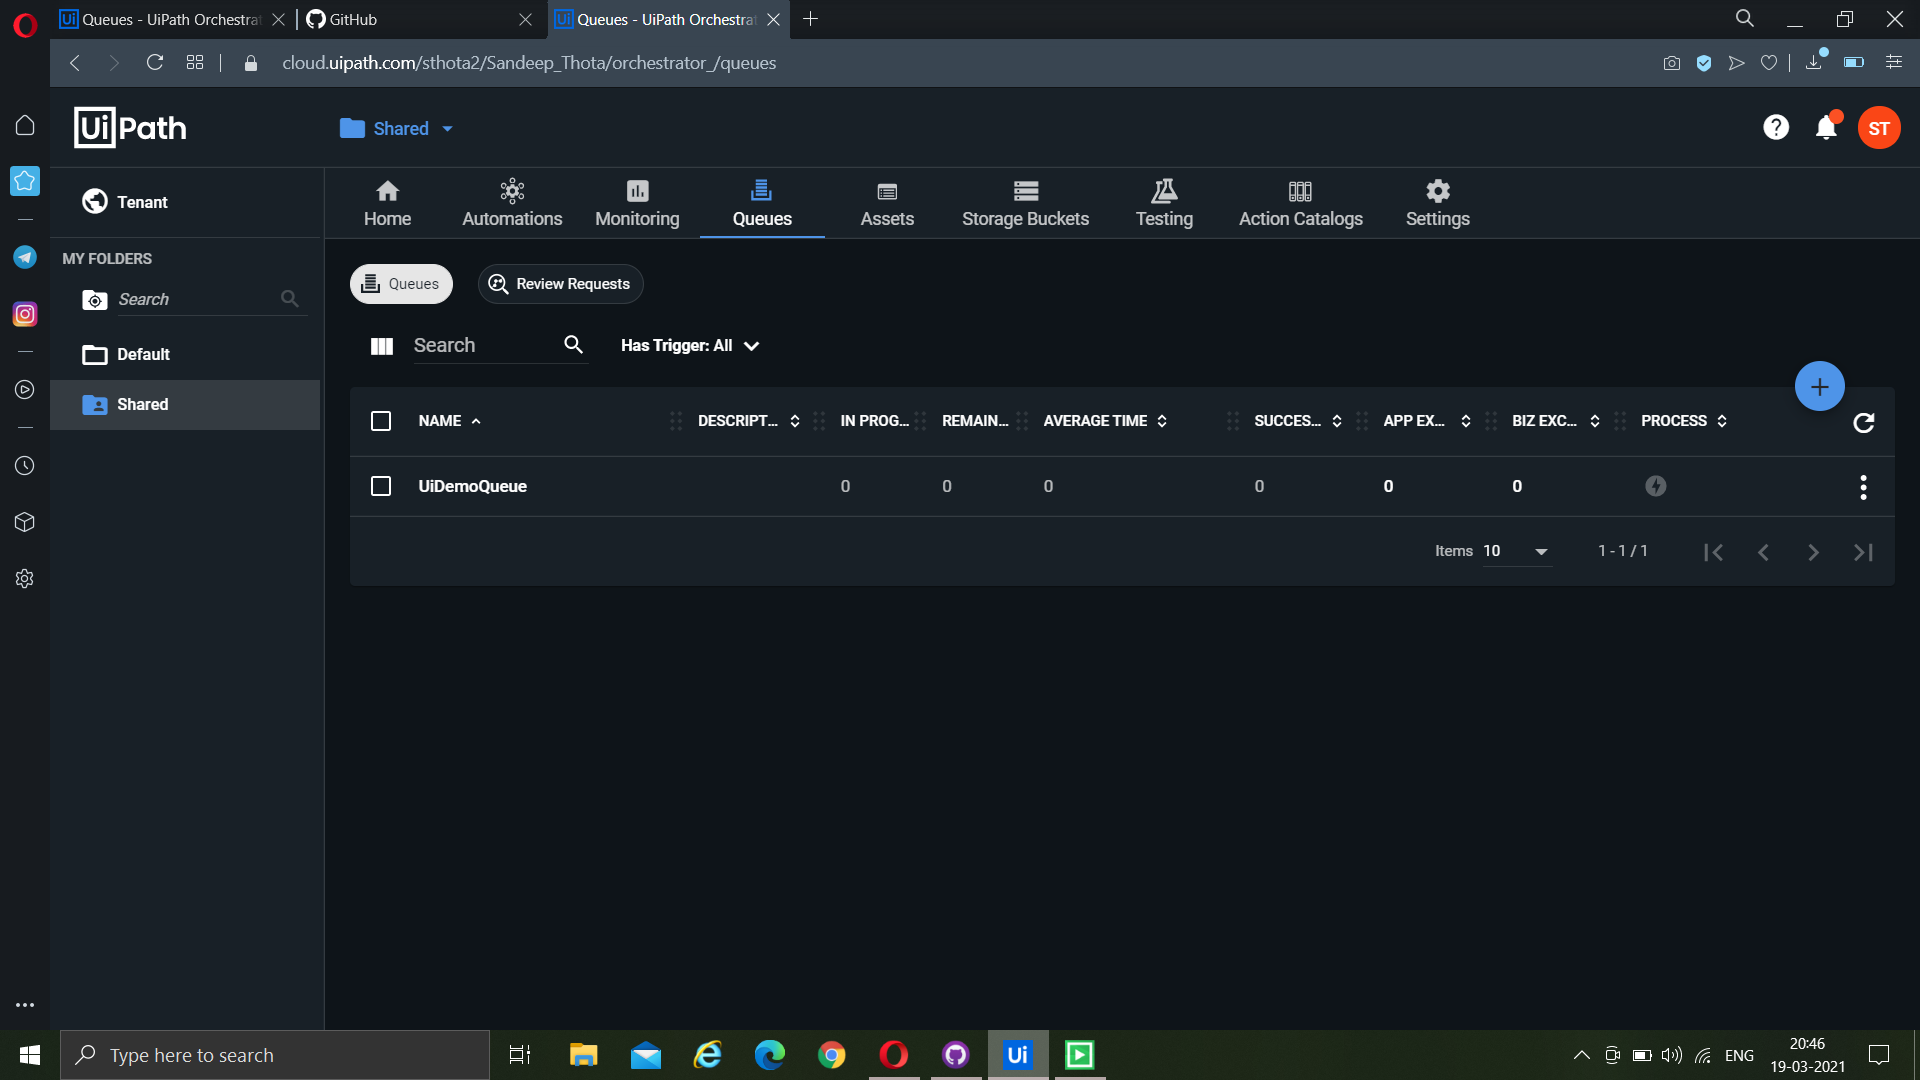 Queues - UiPath Orchestrat
GitHub
Queues - UiPath Orchestrat
cloud.uipath.com/sthota2/Sandeep_Thota/orchestrator_/queues
UiPath
Shared
ST
Tenant
Home
Automations
Monitoring
Queues
Assets
Storage Buckets
Testing
Action Catalogs
Settings
MY FOLDERS
Search
Default
Shared
Queues
Review Requests
Search
Has Trigger: All
NAME
DESCRIPT...
IN PROG...
REMAIN...
AVERAGE TIME
SUCCES...
APP EX...
BIZ EXC...
PROCESS
UiDemoQueue
0
0
0
0
0
0
Items 10
1 - 1 / 1
Type here to search
Ui
ENG
20:46
19-03-2021